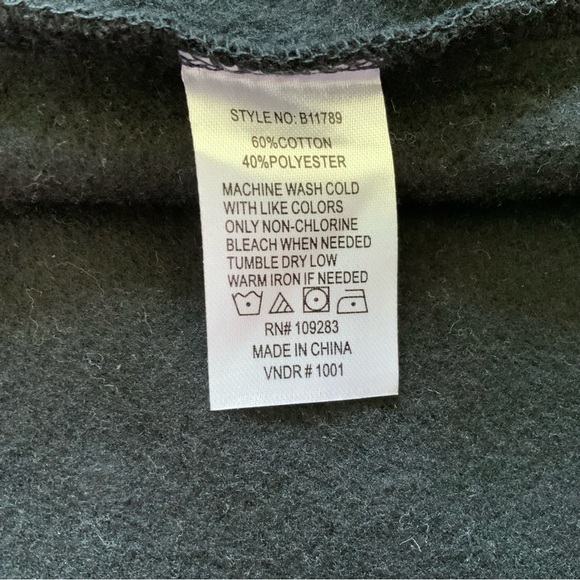 STYLE NO: B11789
60%COTTON
40%POLYESTER
MACHINE WASH COLD
WITH LIKE COLORS
ONLY NON-CHLORINE
BLEACH WHEN NEEDED
TUMBLE DRY LOW
WARM IRON IF NEEDED
RN# 109283
MADE IN CHINA
VNDR # 1001